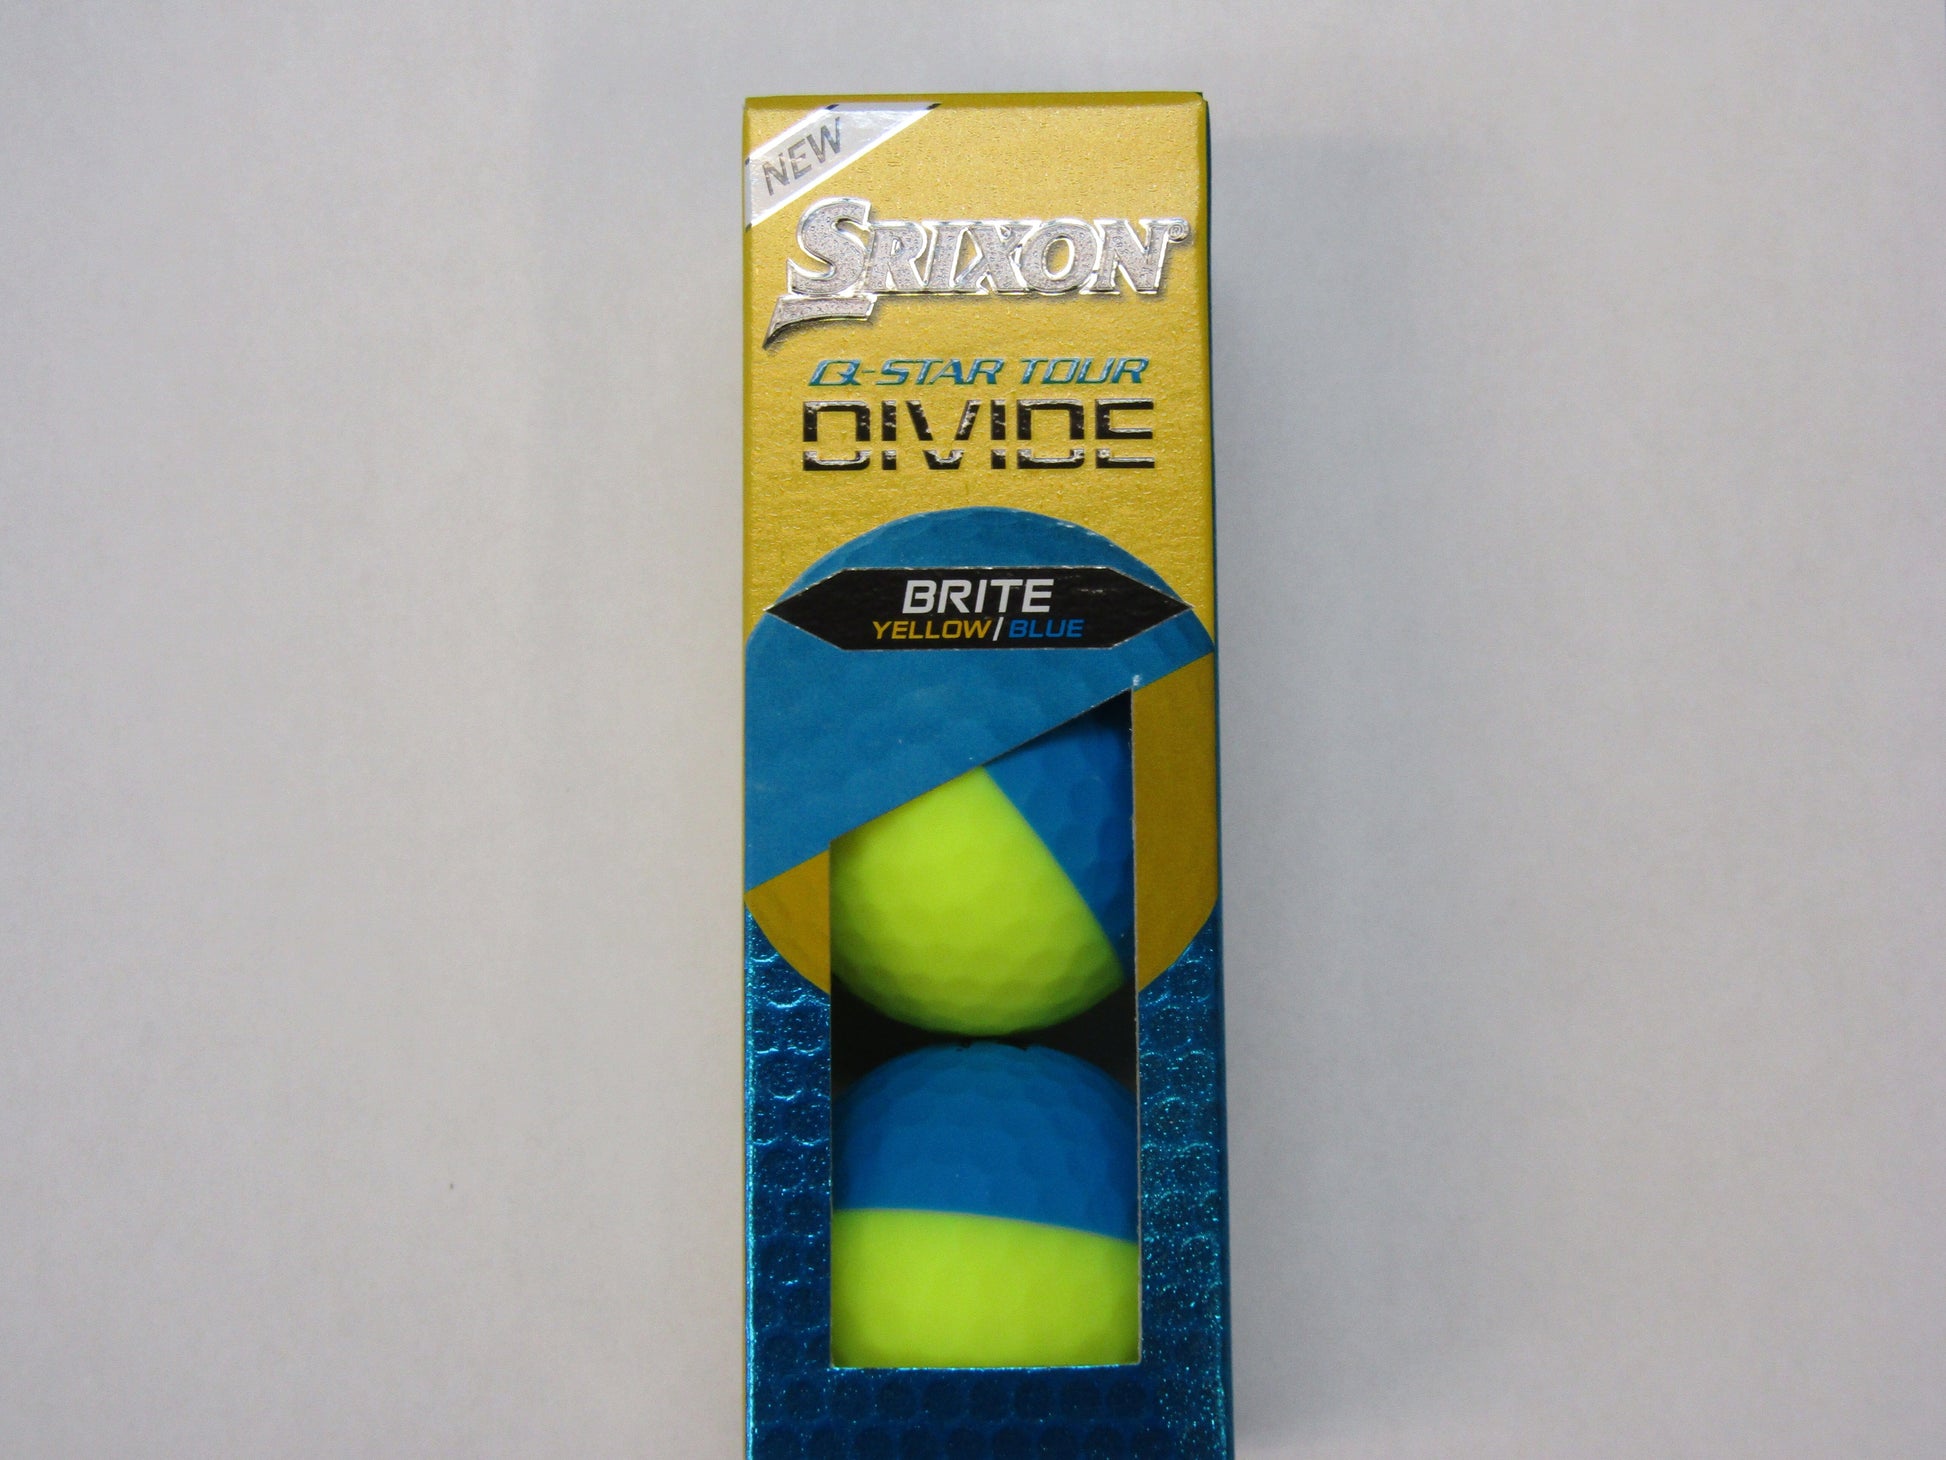 NEW
SRIXON®
Q-STAR TOUR
DIVIDE
BRITE
YELLOW/BLUE